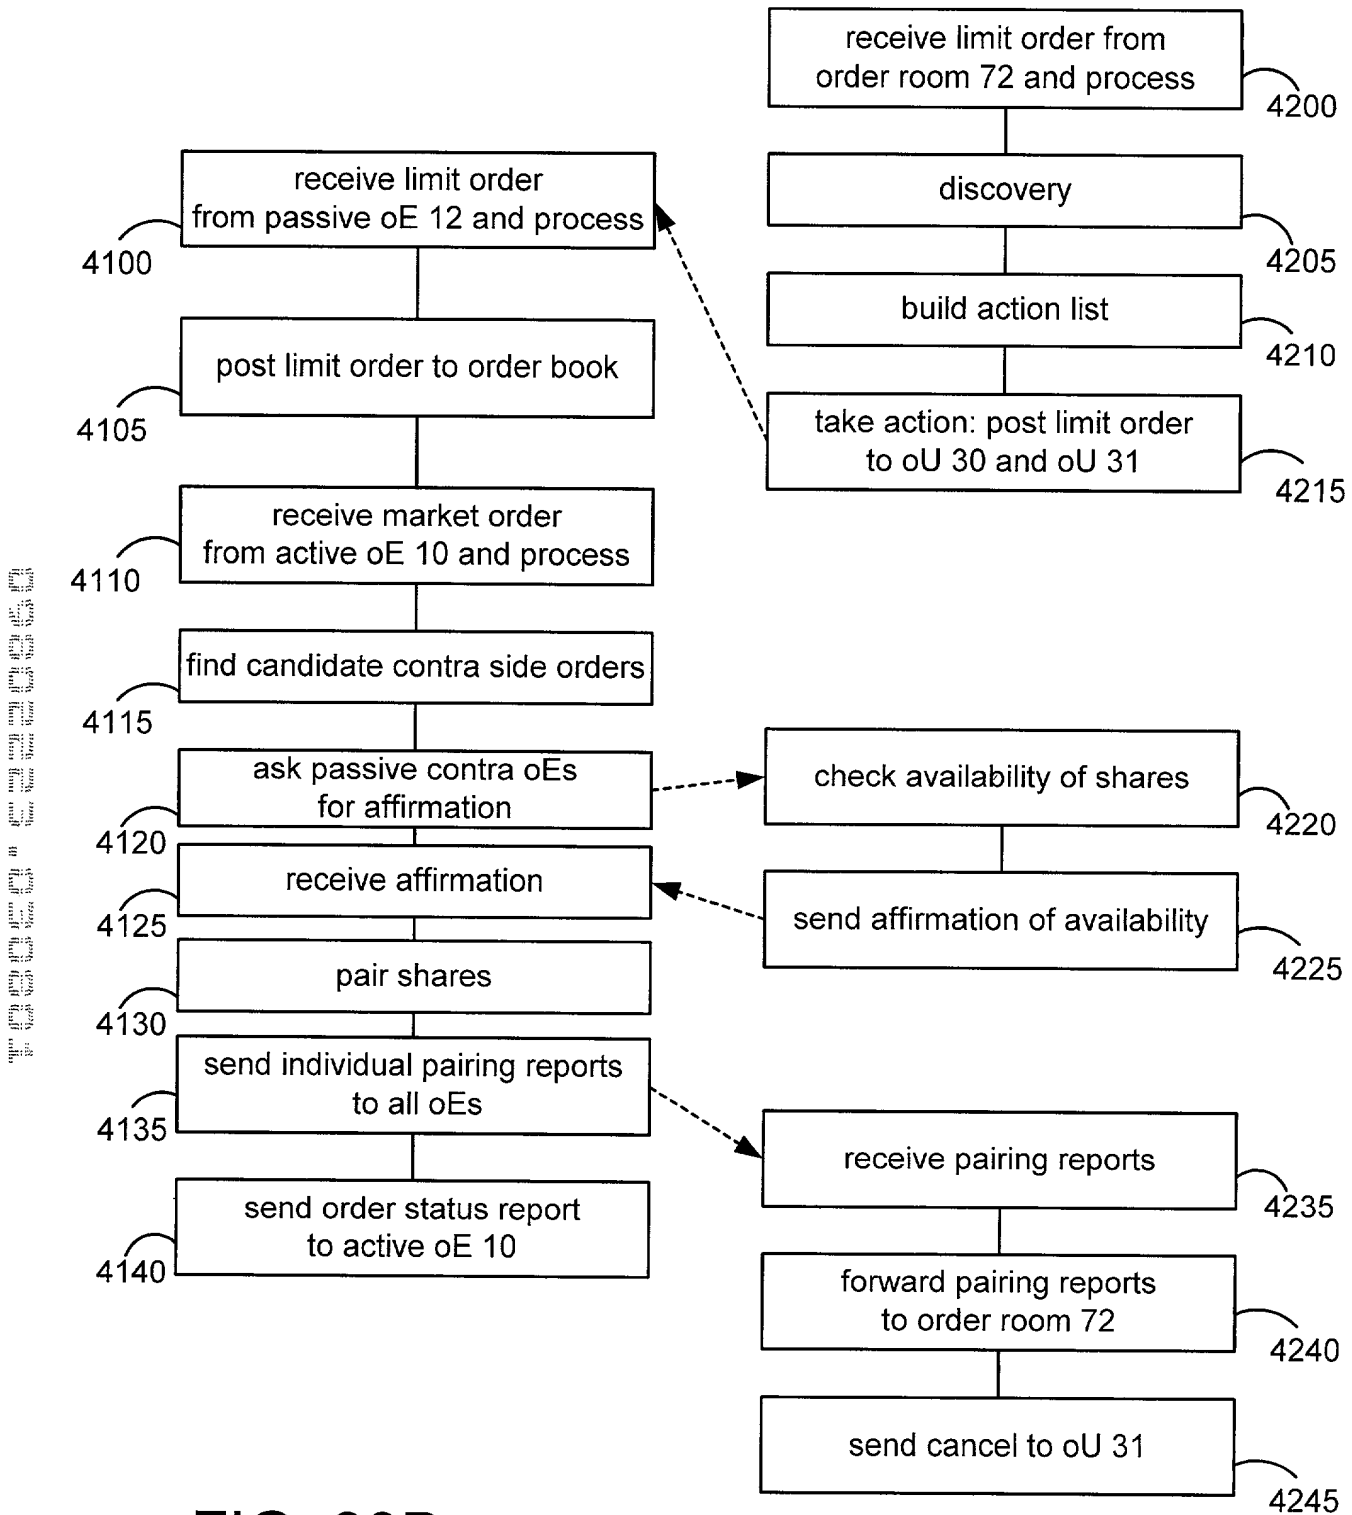 receive limit order from
order room 72 and process
4200
discovery
4205
build action list
4210
take action: post limit order
to oU 30 and oU 31
4215
receive limit order
from passive oE 12 and process
4100
post limit order to order book
4105
receive market order
from active oE 10 and process
4110
find candidate contra side orders
4115
ask passive contra oEs
for affirmation
4120
receive affirmation
4125
pair shares
4130
send individual pairing reports
to all oEs
4135
send order status report
to active oE 10
4140
check availability of shares
4220
send affirmation of availability
4225
receive pairing reports
4235
forward pairing reports
to order room 72
4240
send cancel to oU 31
4245